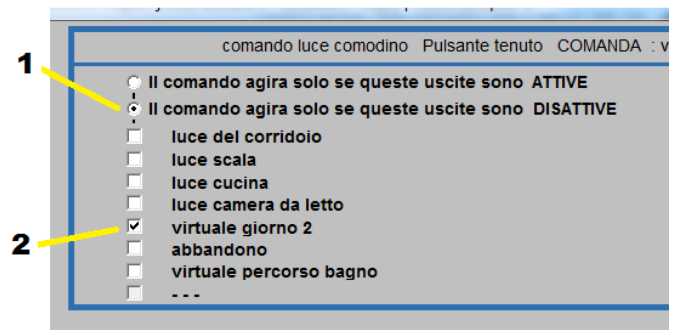 comando luce comodino Pulsante tenuto COMANDA : v
1
Il comando agira solo se queste uscite sono ATTIVE
Il comando agira solo se queste uscite sono DISATTIVE
luce del corridoio
luce scala
luce cucina
luce camera da letto
2
virtuale giorno 2
abbandono
virtuale percorso bagno
- - -